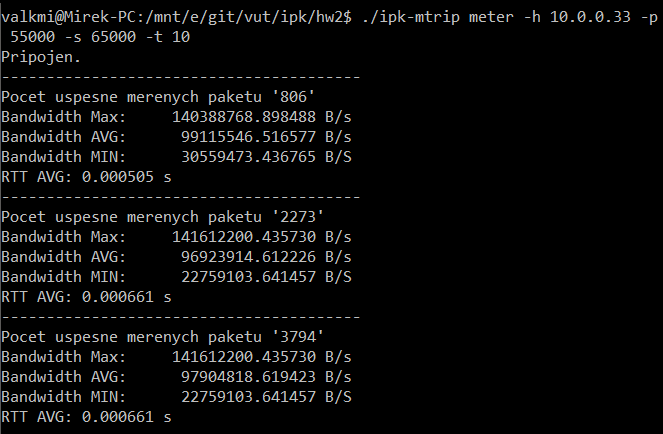 valkmi@Mirek-PC:/mnt/e/git/vut/ipk/hw2$ ./ipk-mtrip meter -h 10.0.0.33 -p
 55000 -s 65000 -t 10
Pripojen.
----------------------------------------
Pocet uspesne merenych paketu '806'
Bandwidth Max:     140388768.898488 B/s
Bandwidth AVG:      99115546.516577 B/s
Bandwidth MIN:      30559473.436765 B/S
RTT AVG: 0.000505 s
----------------------------------------
Pocet uspesne merenych paketu '2273'
Bandwidth Max:     141612200.435730 B/s
Bandwidth AVG:      96923914.612226 B/s
Bandwidth MIN:      22759103.641457 B/S
RTT AVG: 0.000661 s
----------------------------------------
Pocet uspesne merenych paketu '3794'
Bandwidth Max:     141612200.435730 B/s
Bandwidth AVG:      97904818.619423 B/s
Bandwidth MIN:      22759103.641457 B/S
RTT AVG: 0.000661 s